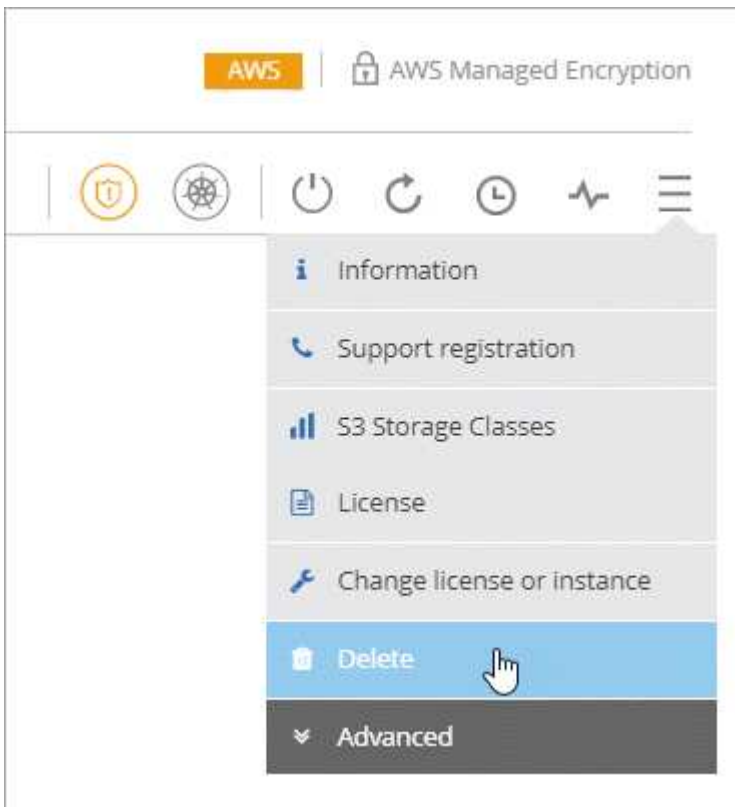 AWS
AWS Managed Encryption
Information
Support registration
S3 Storage Classes
License
Change license or instance
Delete
Advanced